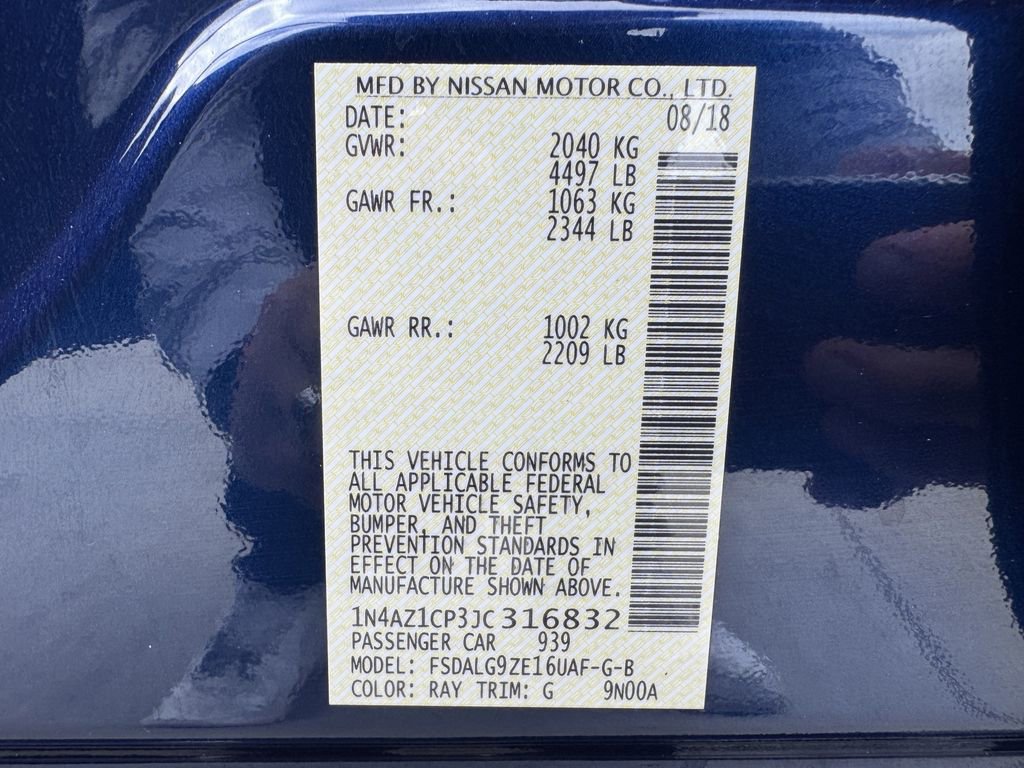 MFD BY NISSAN MOTOR CO., LTD.
DATE: 08/18
GVWR: 2040 KG
4497 LB
GAWR FR.: 1063 KG
2344 LB
GAWR RR.: 1002 KG
2209 LB
THIS VEHICLE CONFORMS TO
ALL APPLICABLE FEDERAL
MOTOR VEHICLE SAFETY,
BUMPER, AND THEFT
PREVENTION STANDARDS IN
EFFECT ON THE DATE OF
MANUFACTURE SHOWN ABOVE.
1N4AZ1CP3JC316832
PASSENGER CAR 939
MODEL: FSDALG9ZE16UAF-G-B
COLOR: RAY TRIM: G 9N00A